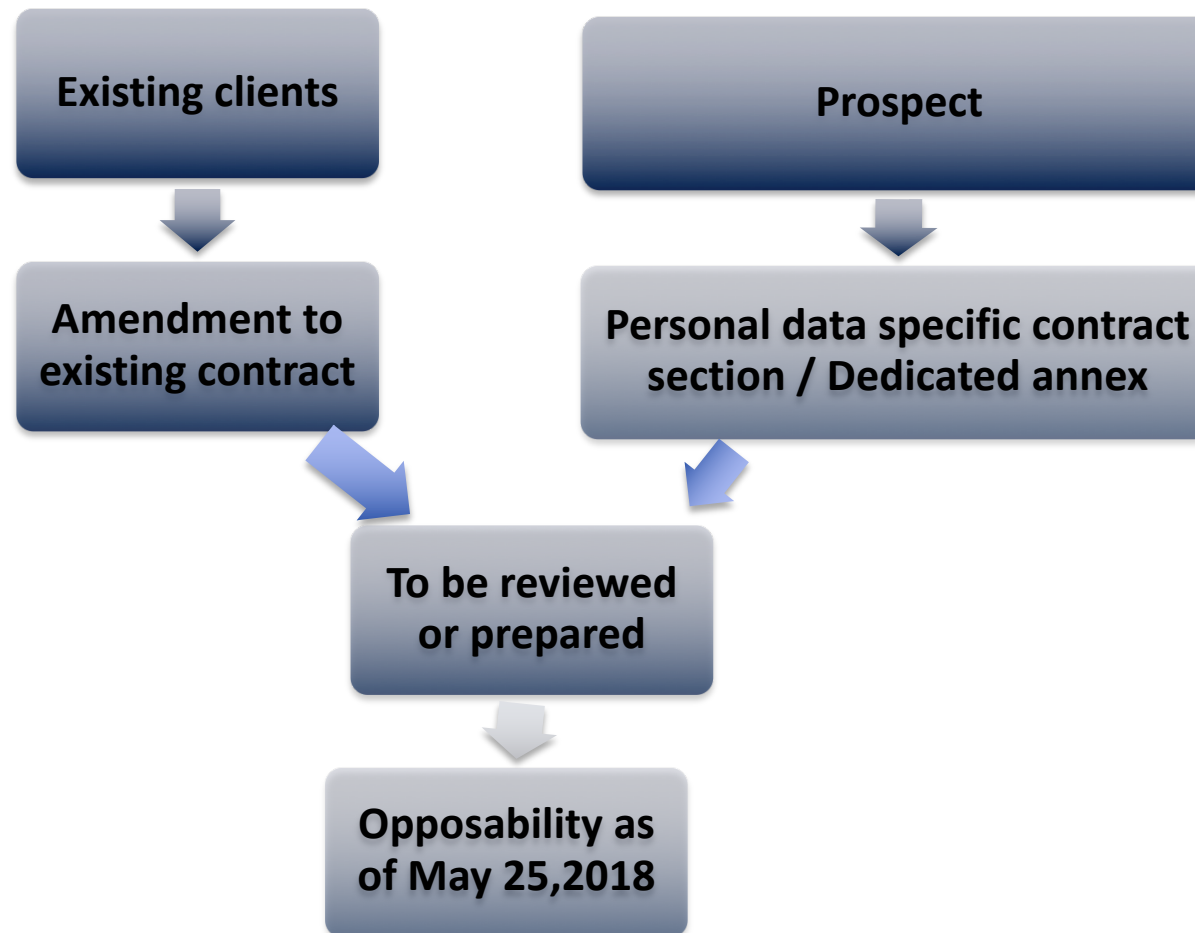 Existing clients
Prospect
Amendment to
existing contract
Personal data specific contract
section / Dedicated annex
To be reviewed
or prepared
Opposability as
of May 25,2018